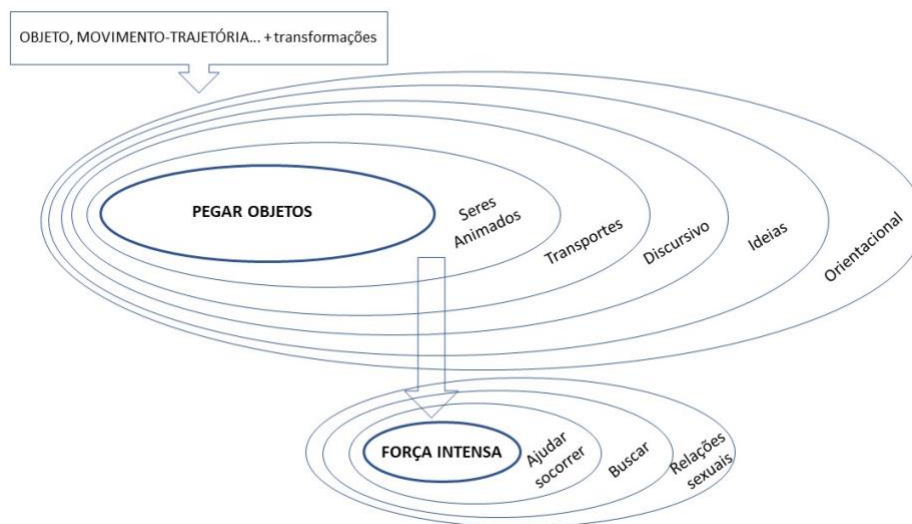 OBJETO, MOVIMENTO-TRAJETÓRIA... + transformações
PEGAR OBJETOS
Seres
Animados
Transportes
Discursivo
Ideias
Orientacional
FORÇA INTENSA
Ajudar
socorrer
Buscar
Relações
sexuais